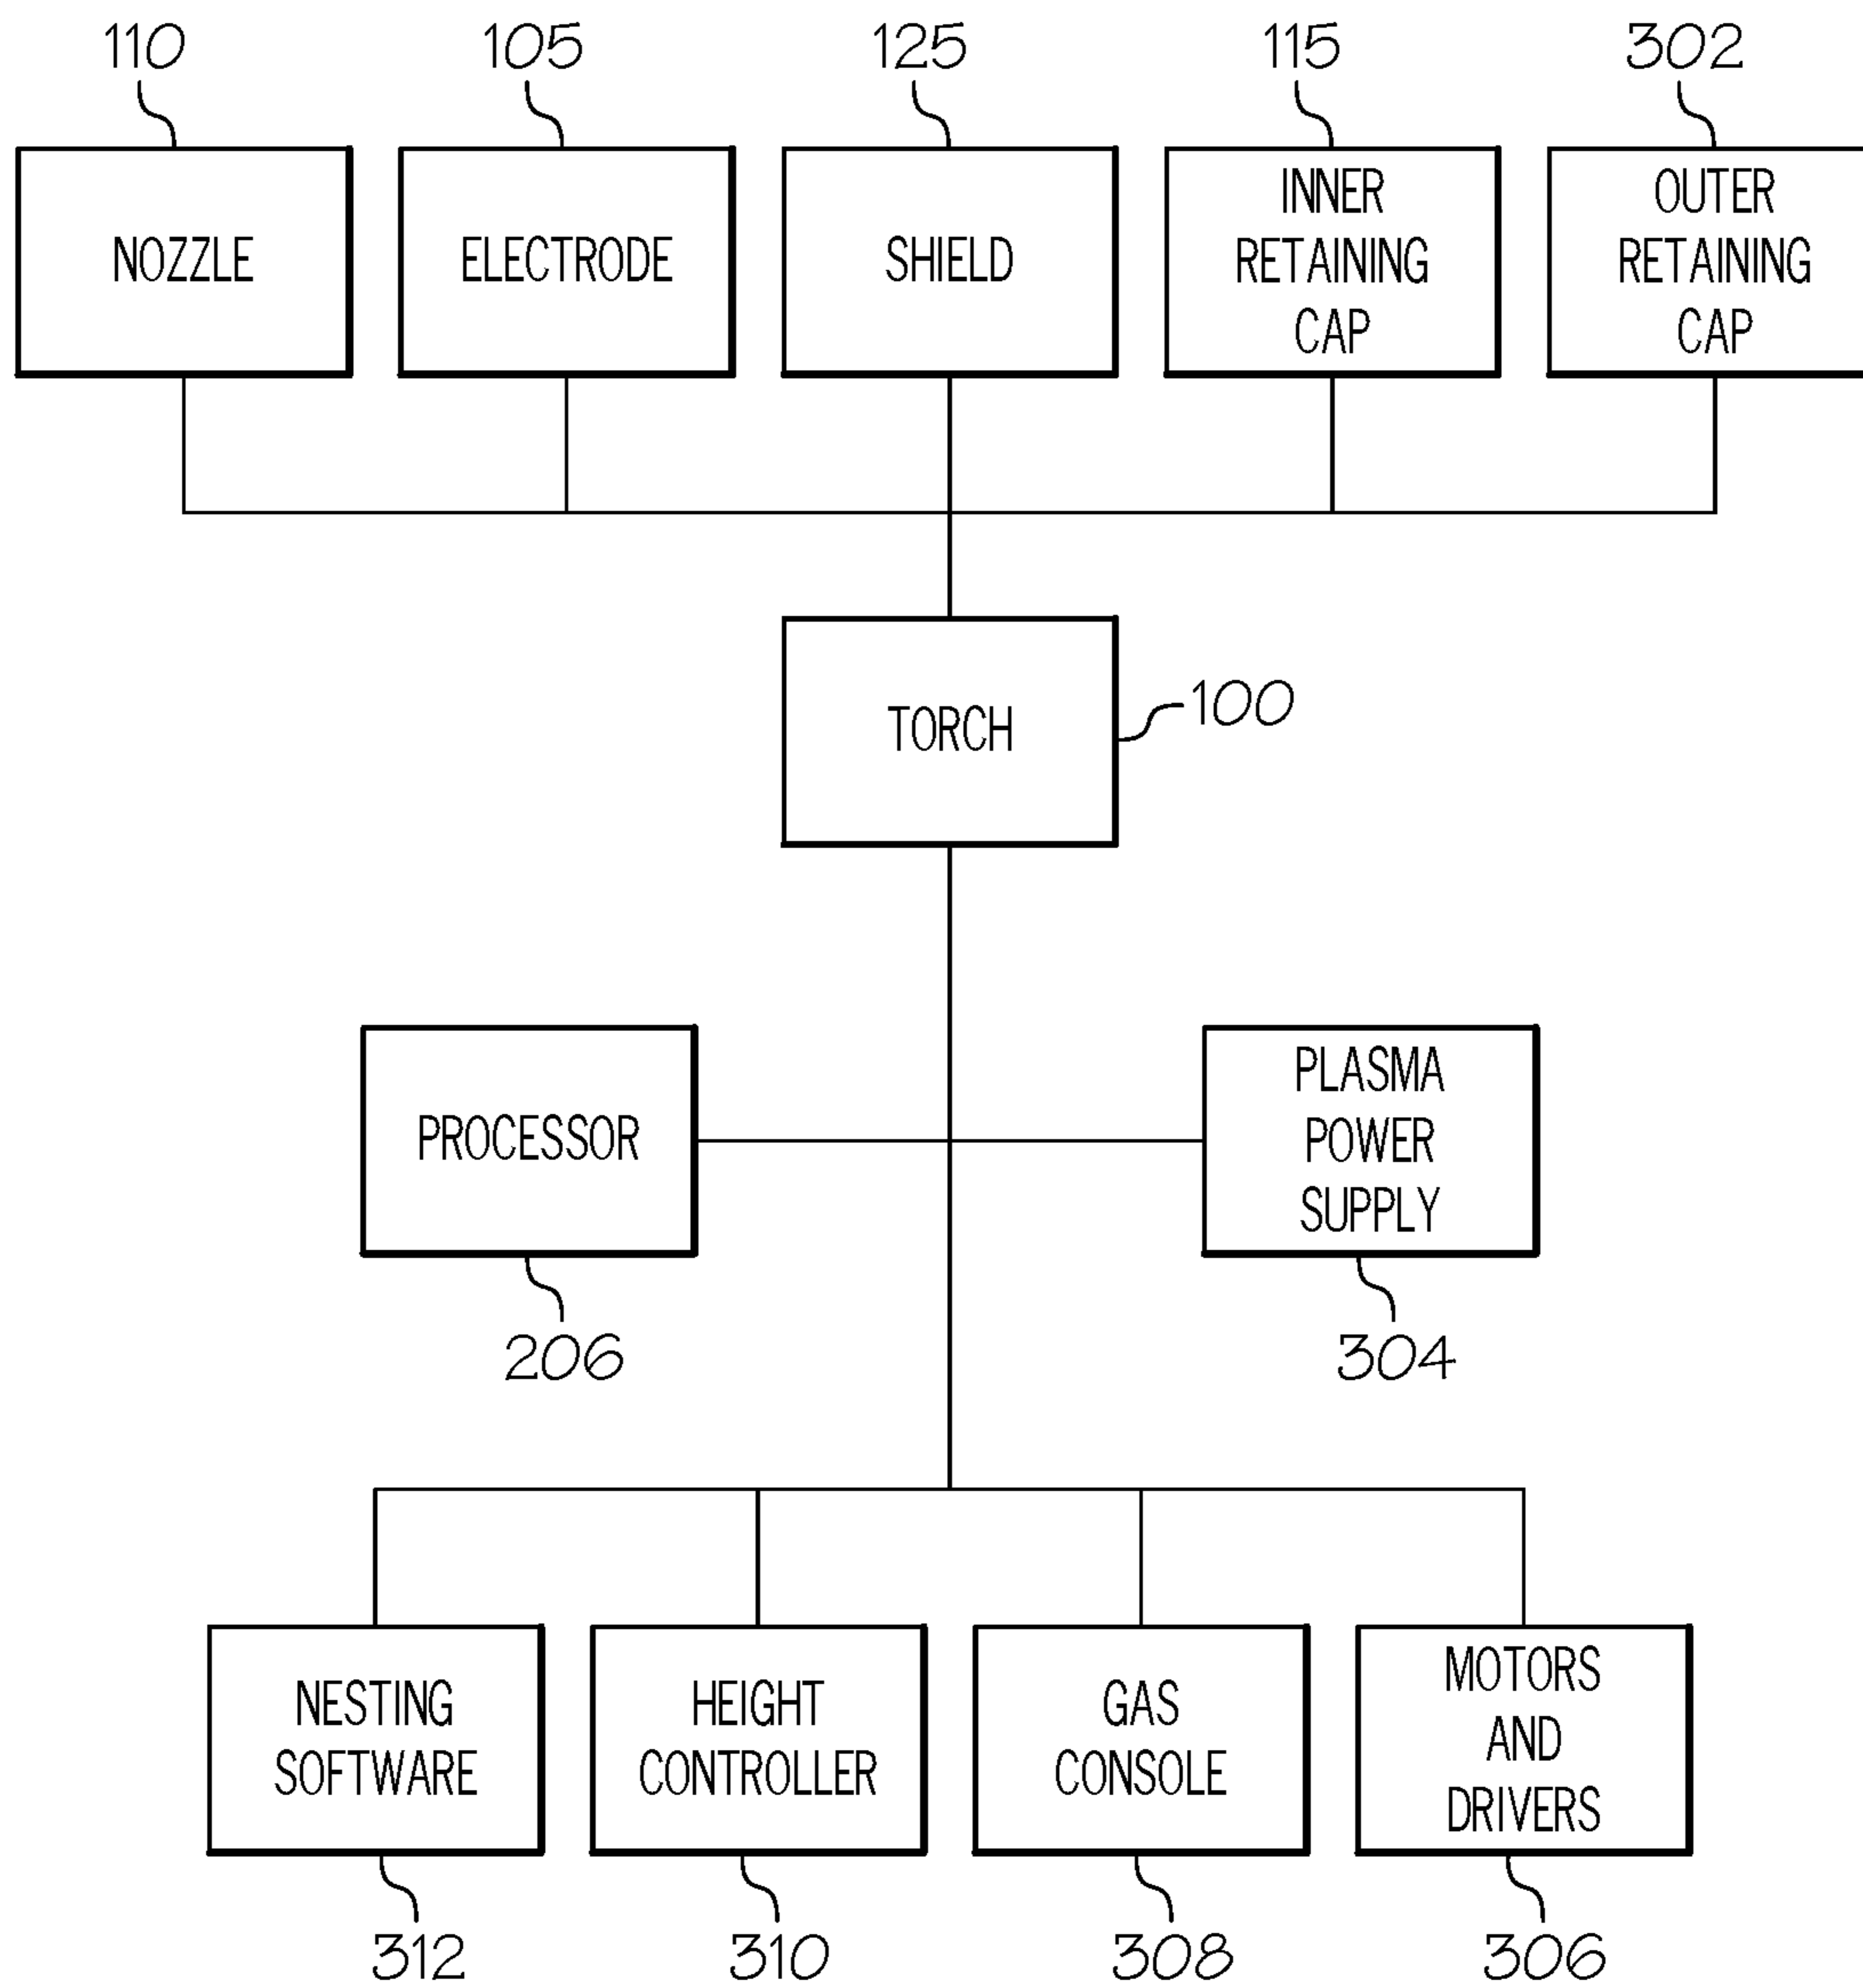 110
105
125
115
302
NOZZLE
ELECTRODE
SHIELD
INNER
RETAINING
CAP
OUTER
RETAINING
CAP
TORCH
100
PROCESSOR
PLASMA
POWER
SUPPLY
206
304
NESTING
SOFTWARE
HEIGHT
CONTROLLER
GAS
CONSOLE
MOTORS
AND
DRIVERS
312
310
308
306